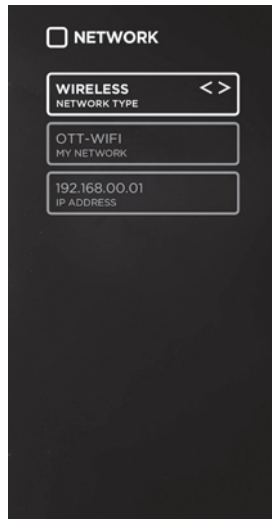 NETWORK
WIRELESS < >
NETWORK TYPE
OTT-WIFI
MY NETWORK
192.168.00.01
IP ADDRESS